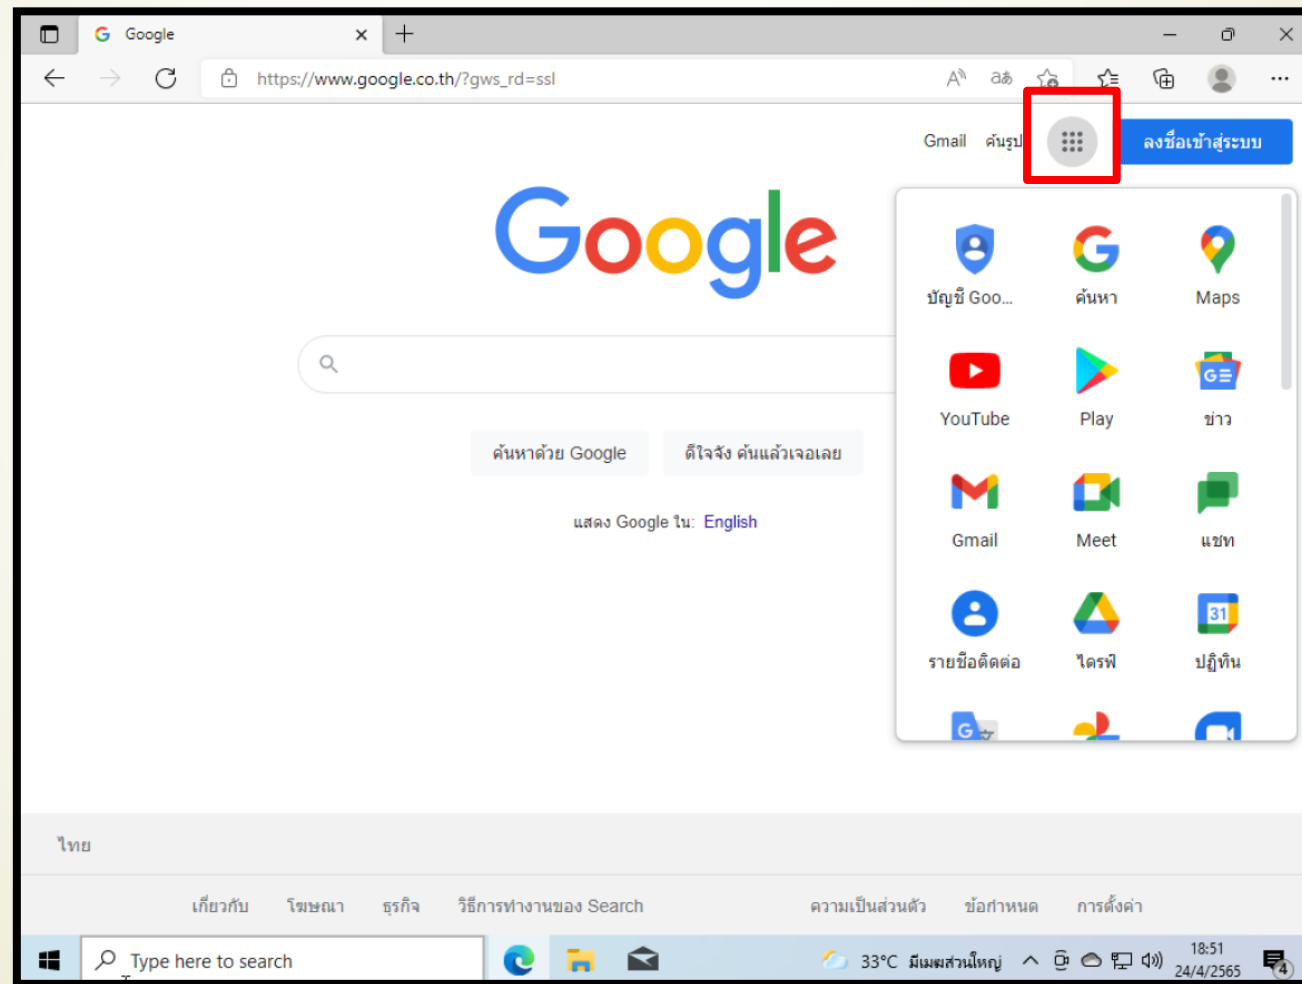 Google
https://www.google.co.th/?gws_rd=ssl
Gmail ค้นรูป ลงชื่อเข้าสู่ระบบ
Google
บัญชี Goo... ค้นหา Maps
YouTube Play ข่าว
ค้นหาด้วย Google ดีใจจัง ค้นแล้วเจอเลย
แสดง Google ใน: English
Gmail Meet แชท
รายชื่อติดต่อ ไดรฟ์ ปฏิทิน
ไทย
เกี่ยวกับ โฆษณา ธุรกิจ วิธีการทำงานของ Search ความเป็นส่วนตัว ข้อกำหนด การตั้งค่า
Type here to search 33°C มีเมฆส่วนใหญ่ 18:51
24/4/2565 4